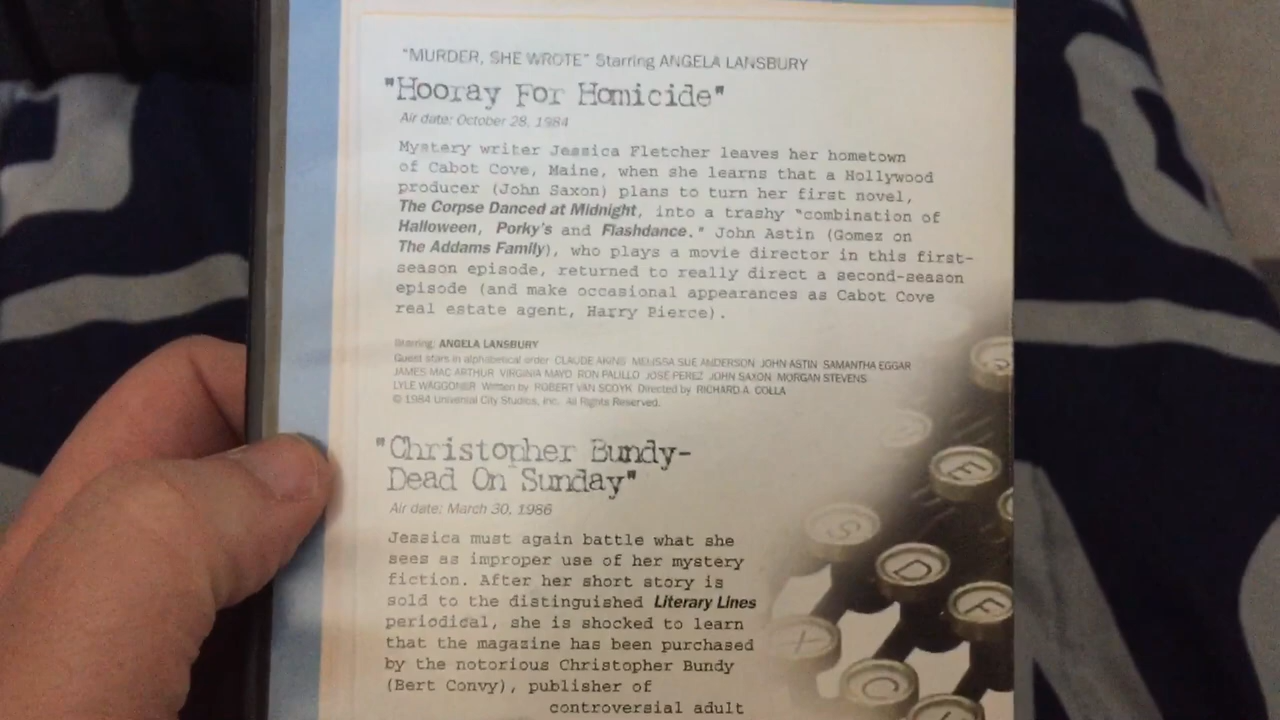 "MURDER, SHE WROTE" Starring ANGELA LANSBURY
"Hooray For Homicide"
Air date: October 28, 1984
Mystery writer Jessica Fletcher leaves her hometown
of Cabot Cove, Maine, when she learns that a Hollywood
producer (John Saxon) plans to turn her first novel,
The Corpse Danced at Midnight, into a trashy "combination of
Halloween, Porky's and Flashdance." John Astin (Gomez on
The Addams Family), who plays a movie director in this first-
season episode, returned to really direct a second-season
episode (and make occasional appearances as Cabot Cove
real estate agent, Harry Pierce).
Starring: ANGELA LANSBURY
Guest stars in alphabetical order CLAUDE AKINS MELISSA SUE ANDERSON JOHN ASTIN SAMANTHA EGGAR
JAMES MAC ARTHUR VIRGINIA MAYO RON PALILLO JOSE PEREZ JOHN SAXON MORGAN STEVENS
LYLE WAGGONER Written by ROBERT VAN SCOYK Directed by RICHARD A. COLLA
© 1984 Universal City Studios, Inc. All Rights Reserved.
"Christopher Bundy-
Dead On Sunday"
Air date: March 30, 1986
Jessica must again battle what she
sees as improper use of her mystery
fiction. After her short story is
sold to the distinguished Literary Lines
periodical, she is shocked to learn
that the magazine has been purchased
by the notorious Christopher Bundy
(Bert Convy), publisher of
controversial adult
E
S
D
F
X
C